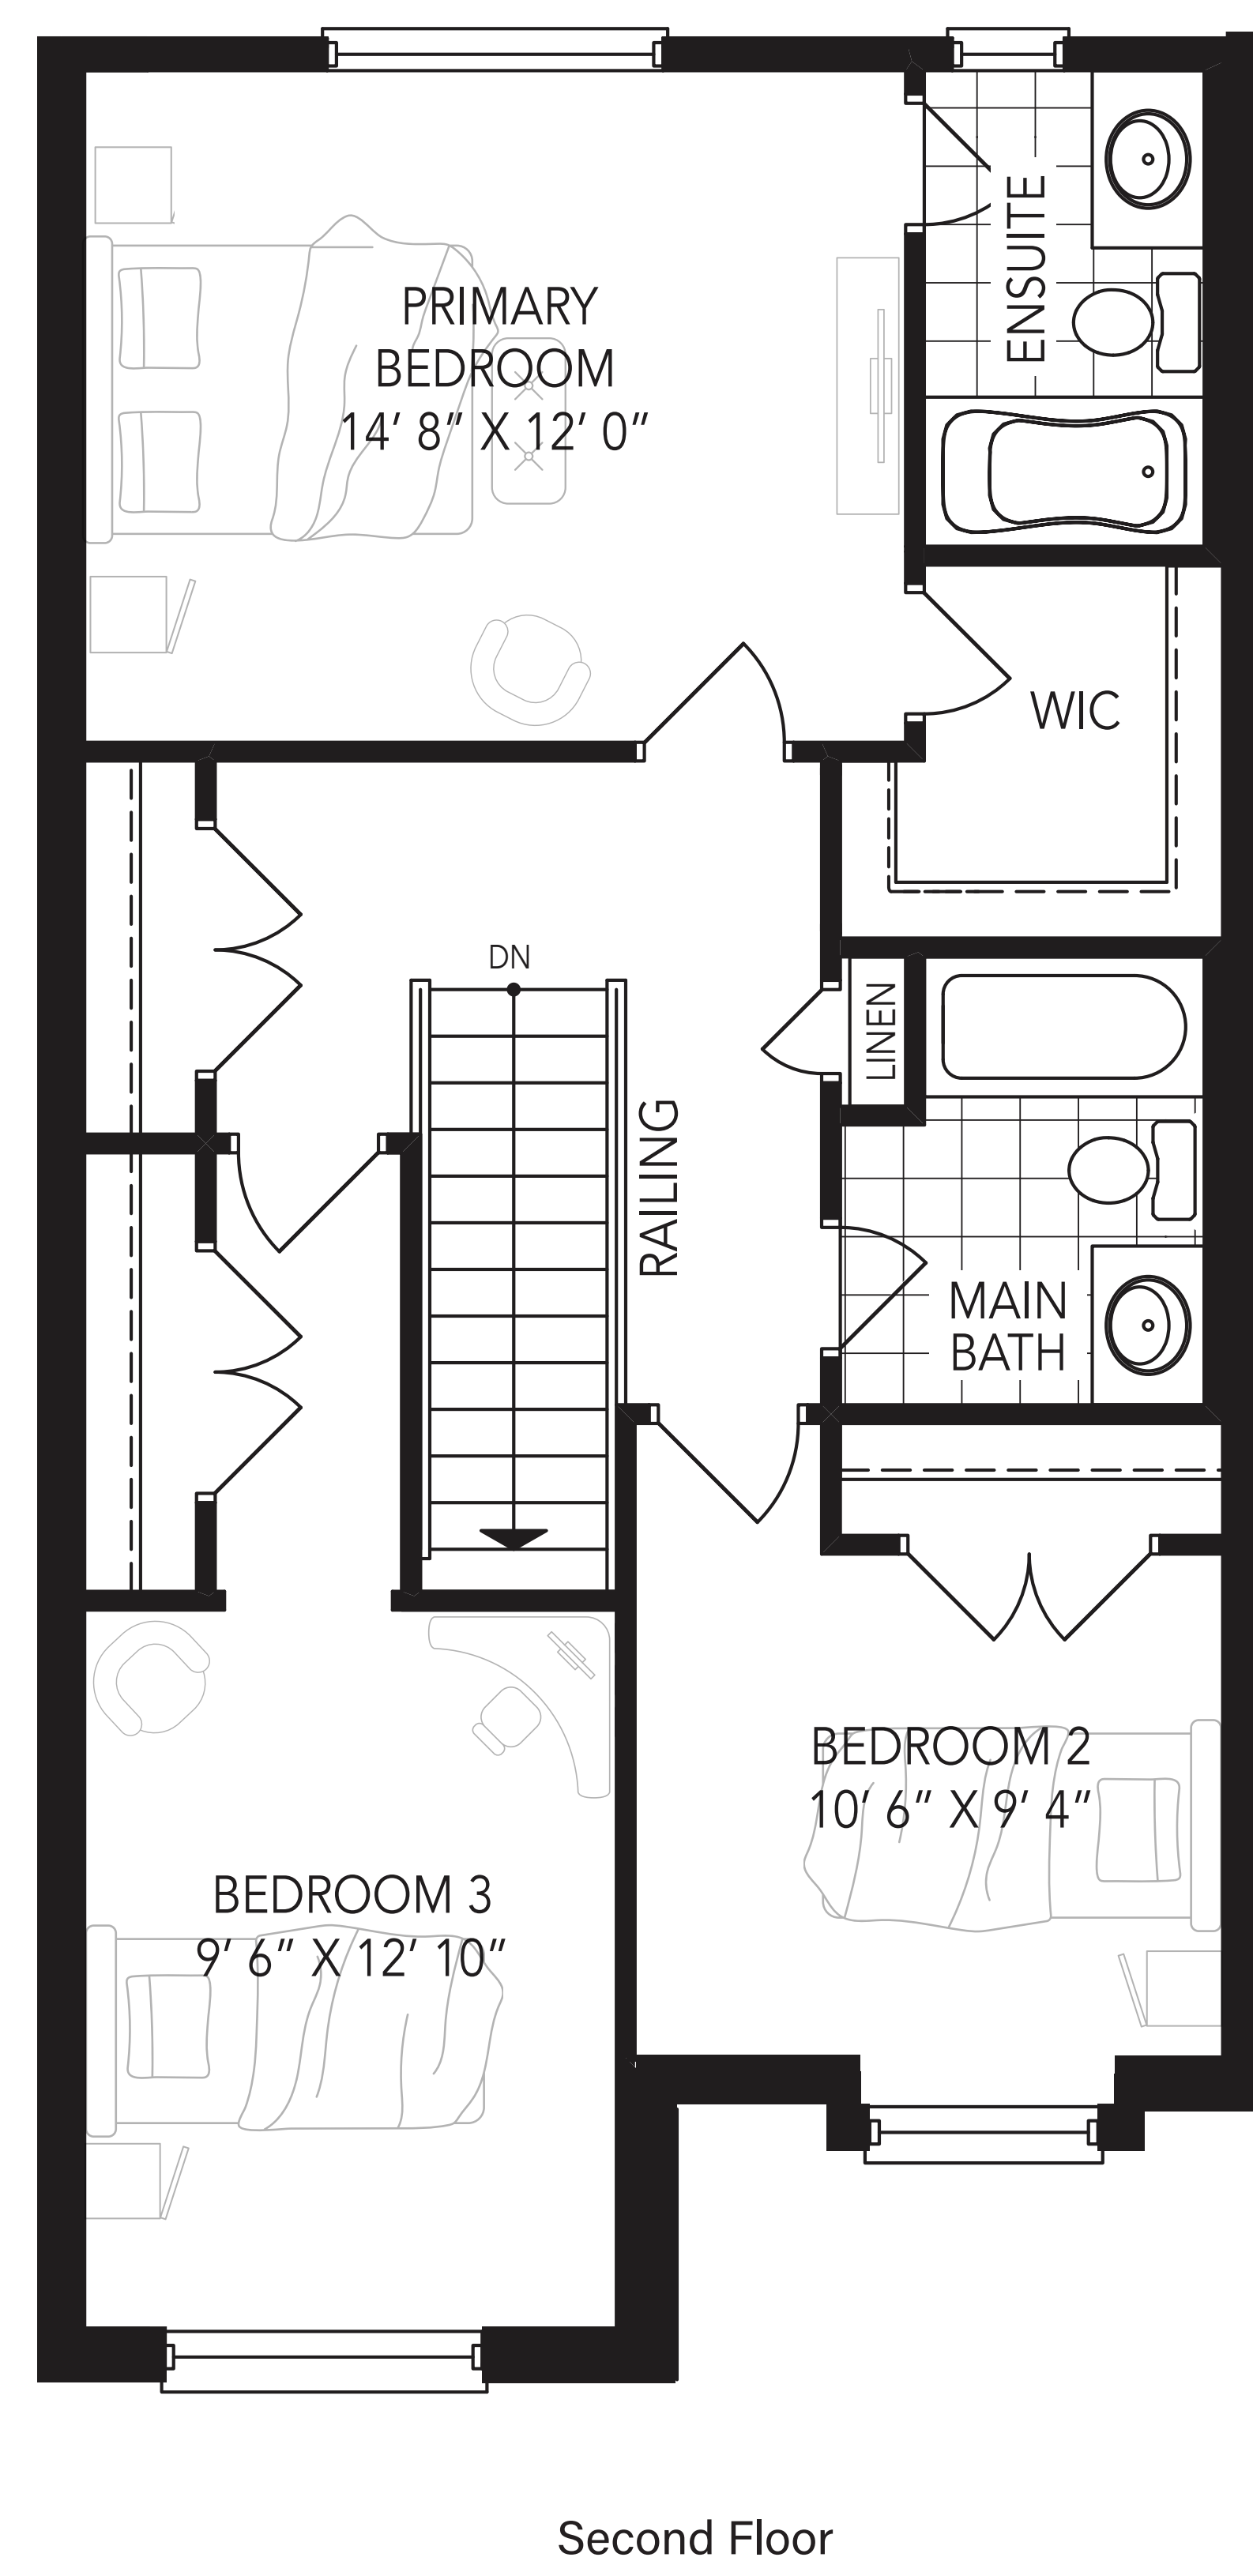 PRIMARY
BEDROOM
14’ 8” X 12’ 0”
ENSUITE
WIC
DN
LINEN
RAILING
MAIN
BATH
BEDROOM 2
10’ 6” X 9’ 4”
BEDROOM 3
9’ 6” X 12’ 10”
Second Floor